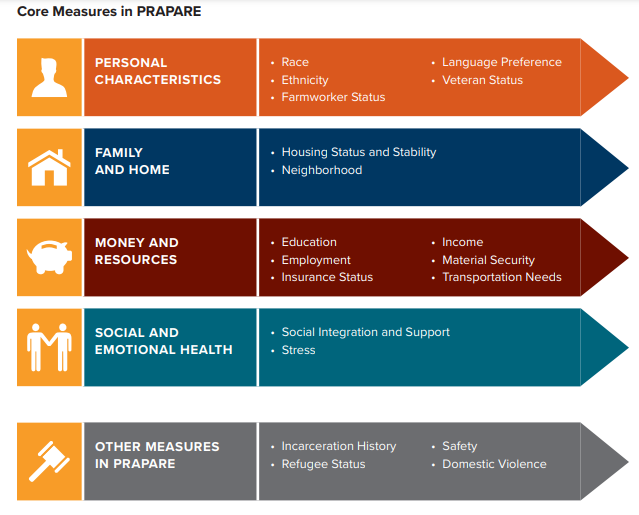 Core Measures in PRAPARE
PERSONAL
CHARACTERISTICS
• Race
• Ethnicity
• Farmworker Status
• Language Preference
• Veteran Status
FAMILY
AND HOME
• Housing Status and Stability
• Neighborhood
MONEY AND
RESOURCES
• Education
• Employment
• Insurance Status
• Income
• Material Security
• Transportation Needs
SOCIAL AND
EMOTIONAL HEALTH
• Social Integration and Support
• Stress
OTHER MEASURES
IN PRAPARE
• Incarceration History
• Refugee Status
• Safety
• Domestic Violence